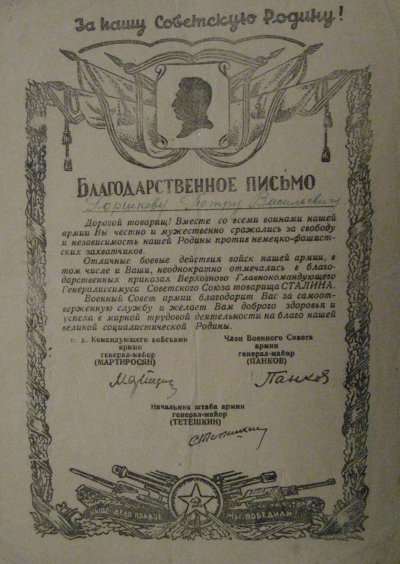 За нашу Советскую Родину!
БЛАГОДАРСТВЕННОЕ ПИСЬМО
Петру Васильевичу
Дорогой товарищ! Вместе со всеми воинами нашей
армии Вы честно и мужественно сражались за свободу
и независимость нашей Родины против немецко-фашист-
ских захватчиков.
Отличные боевые действия войск нашей армии, в
том числе и Ваши, неоднократно отмечались в благо-
дарственных приказах Верховного Главнокомандующего
Генералиссимуса Советского Союза товарища СТАЛИНА.
Военный Совет армии благодарит Вас за самоот-
верженную службу и желает Вам доброго здоровья и
успеха в мирной трудовой деятельности на благо нашей
великой социалистической Родины.
и. д. Командующего войсками
армии
генерал-майор
(МАРТИРОСЯН)
Член Военного Совета
армии
генерал-майор
(ПАНКОВ)
Панков
Начальник штаба армии
генерал-майор
(ТЕТЕШКИН)
НАШЕ ДЕЛО ПРАВОЕ
МЫ ПОБЕДИЛИ